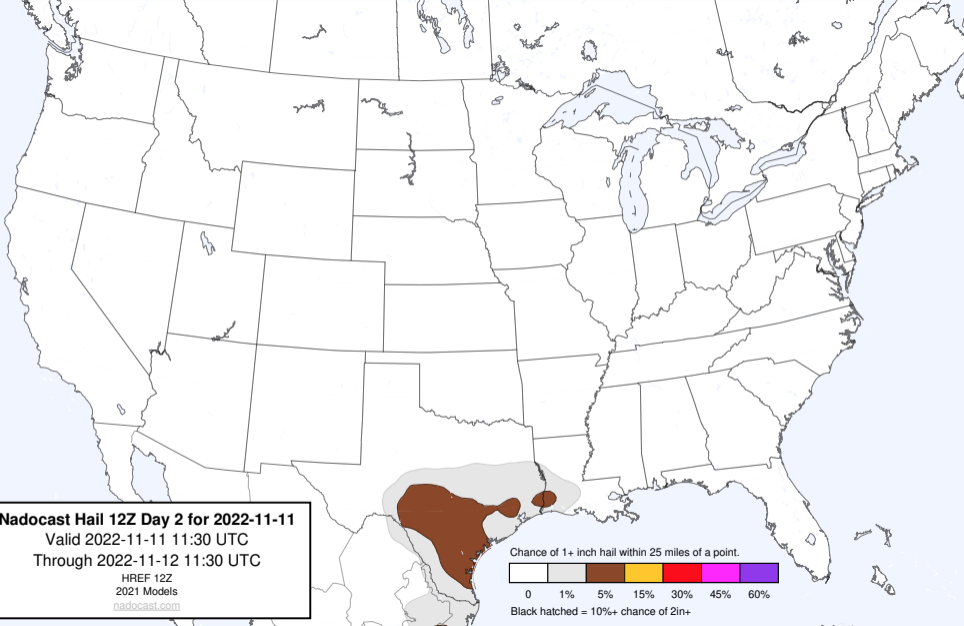 Nadocast Hail 12Z Day 2 for 2022-11-11
Valid 2022-11-11 11:30 UTC
Through 2022-11-12 11:30 UTC
HREF 12Z
2021 Models
nadocast.com
Chance of 1+ inch hail within 25 miles of a point.
0 1% 5% 15% 30% 45% 60%
Black hatched = 10%+ chance of 2in+